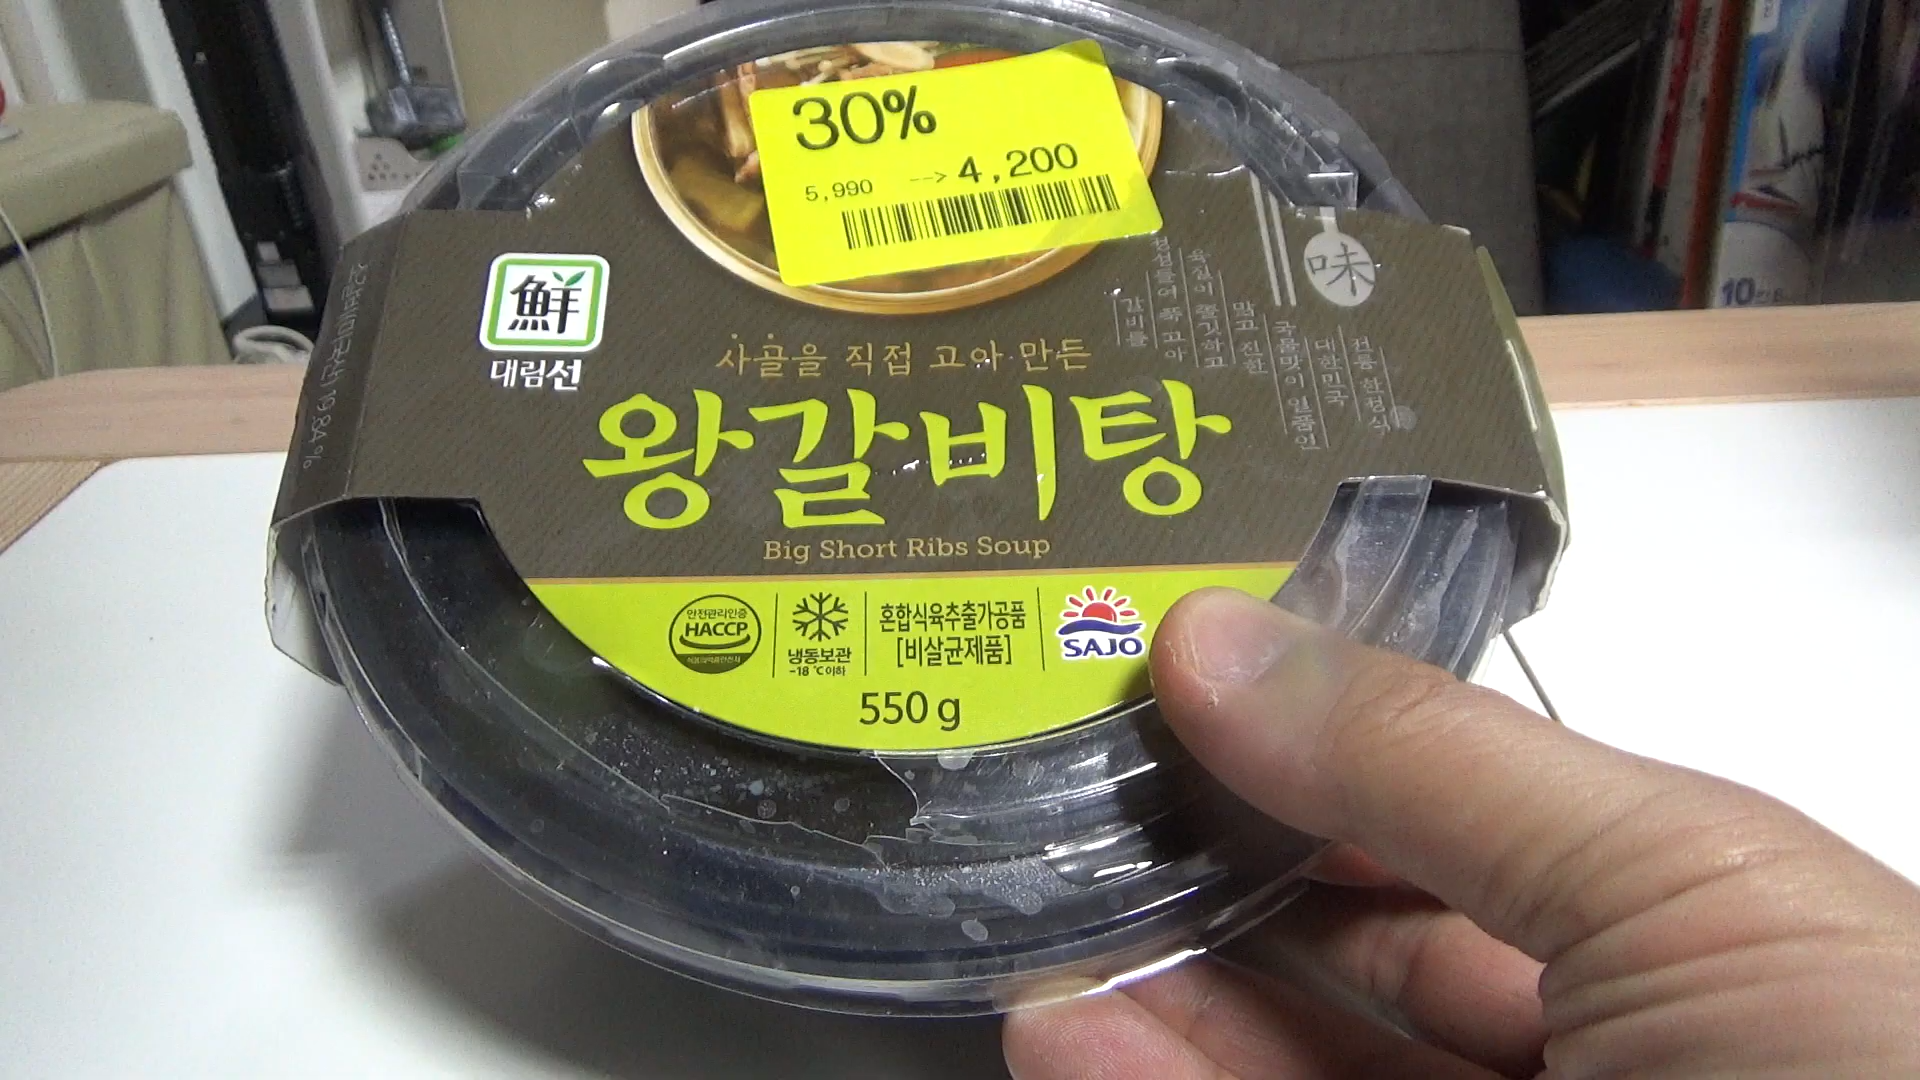 30%
5,990 --> 4,200
鮮
대림선
味
전통 한정식
대한민국
국물맛이 일품인
맑고 진한
육질이 쫄깃하고
정성들여 푹 고아
갈비를
사골을 직접 고아 만든
왕갈비탕
Big Short Ribs Soup
안전관리인증
HACCP
냉동보관
-18 ℃ 이하
혼합식육추출가공품
[비살균제품]
SAJO
550 g
10